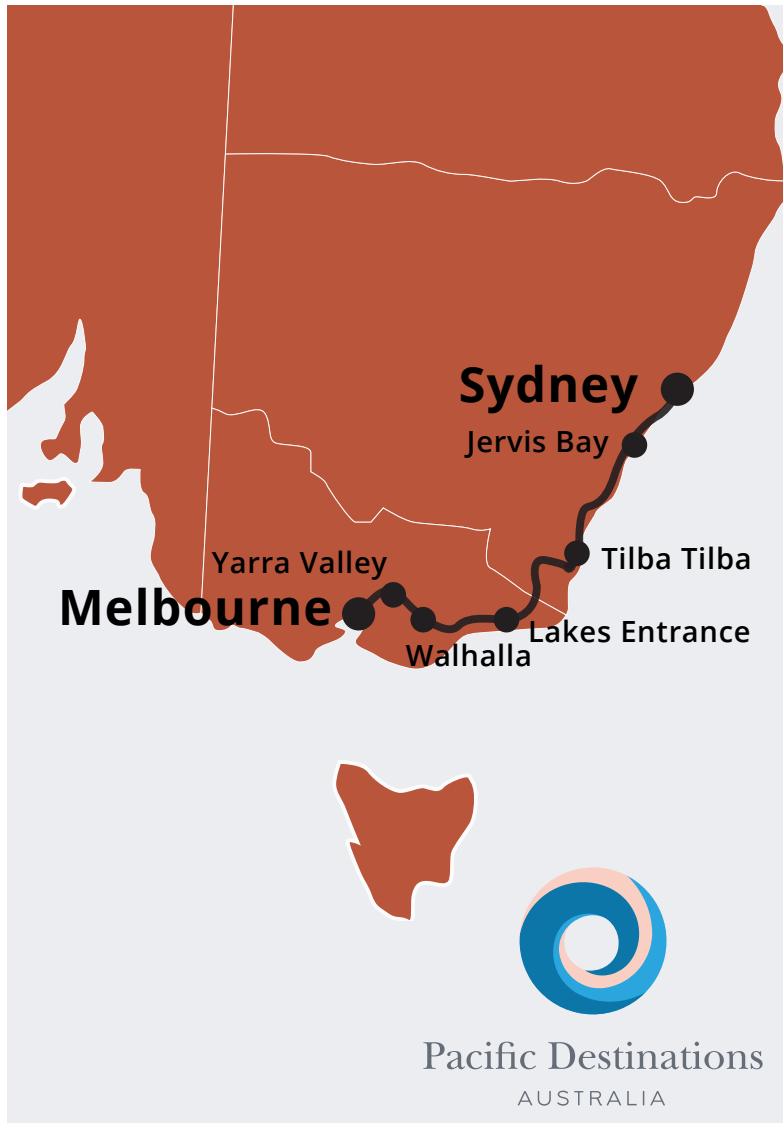 Sydney
Jervis Bay
Tilba Tilba
Yarra Valley
Melbourne
Lakes Entrance
Walhalla
Pacific Destinations
AUSTRALIA